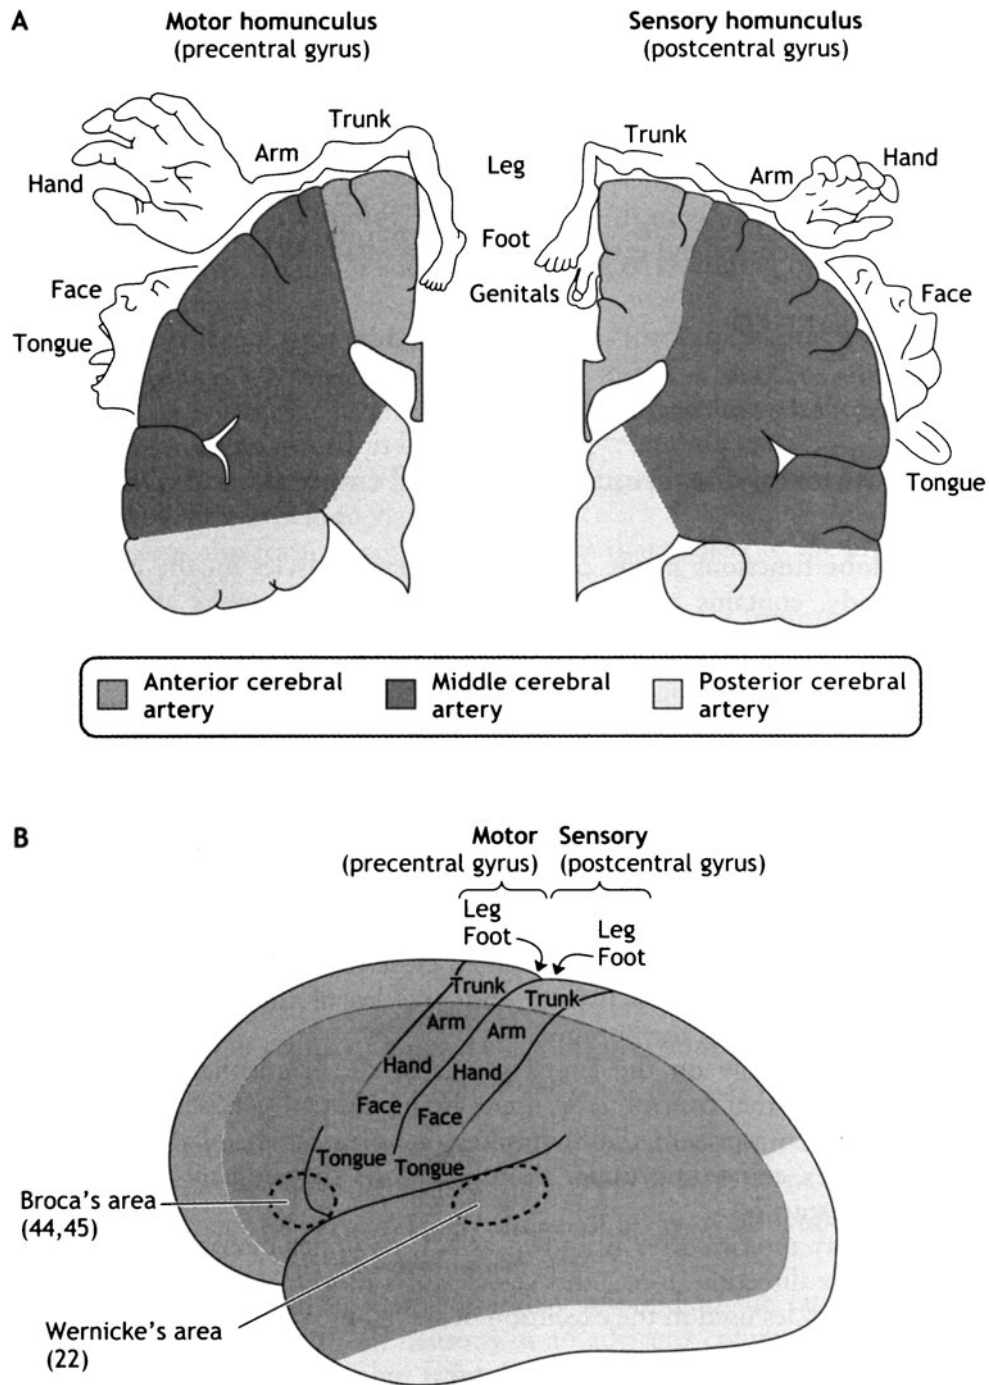 A
Motor homunculus
(precentral gyrus)
Sensory homunculus
(postcentral gyrus)
Trunk
Arm
Hand
Face
Tongue
Leg
Foot
Genitals
Trunk
Arm
Hand
Face
Tongue
Anterior cerebral
artery
Middle cerebral
artery
Posterior cerebral
artery
B
Motor
(precentral gyrus)
Sensory
(postcentral gyrus)
Leg
Foot
Leg
Foot
Trunk
Trunk
Arm
Arm
Hand
Hand
Face
Face
Tongue
Tongue
Broca's area
(44,45)
Wernicke's area
(22)